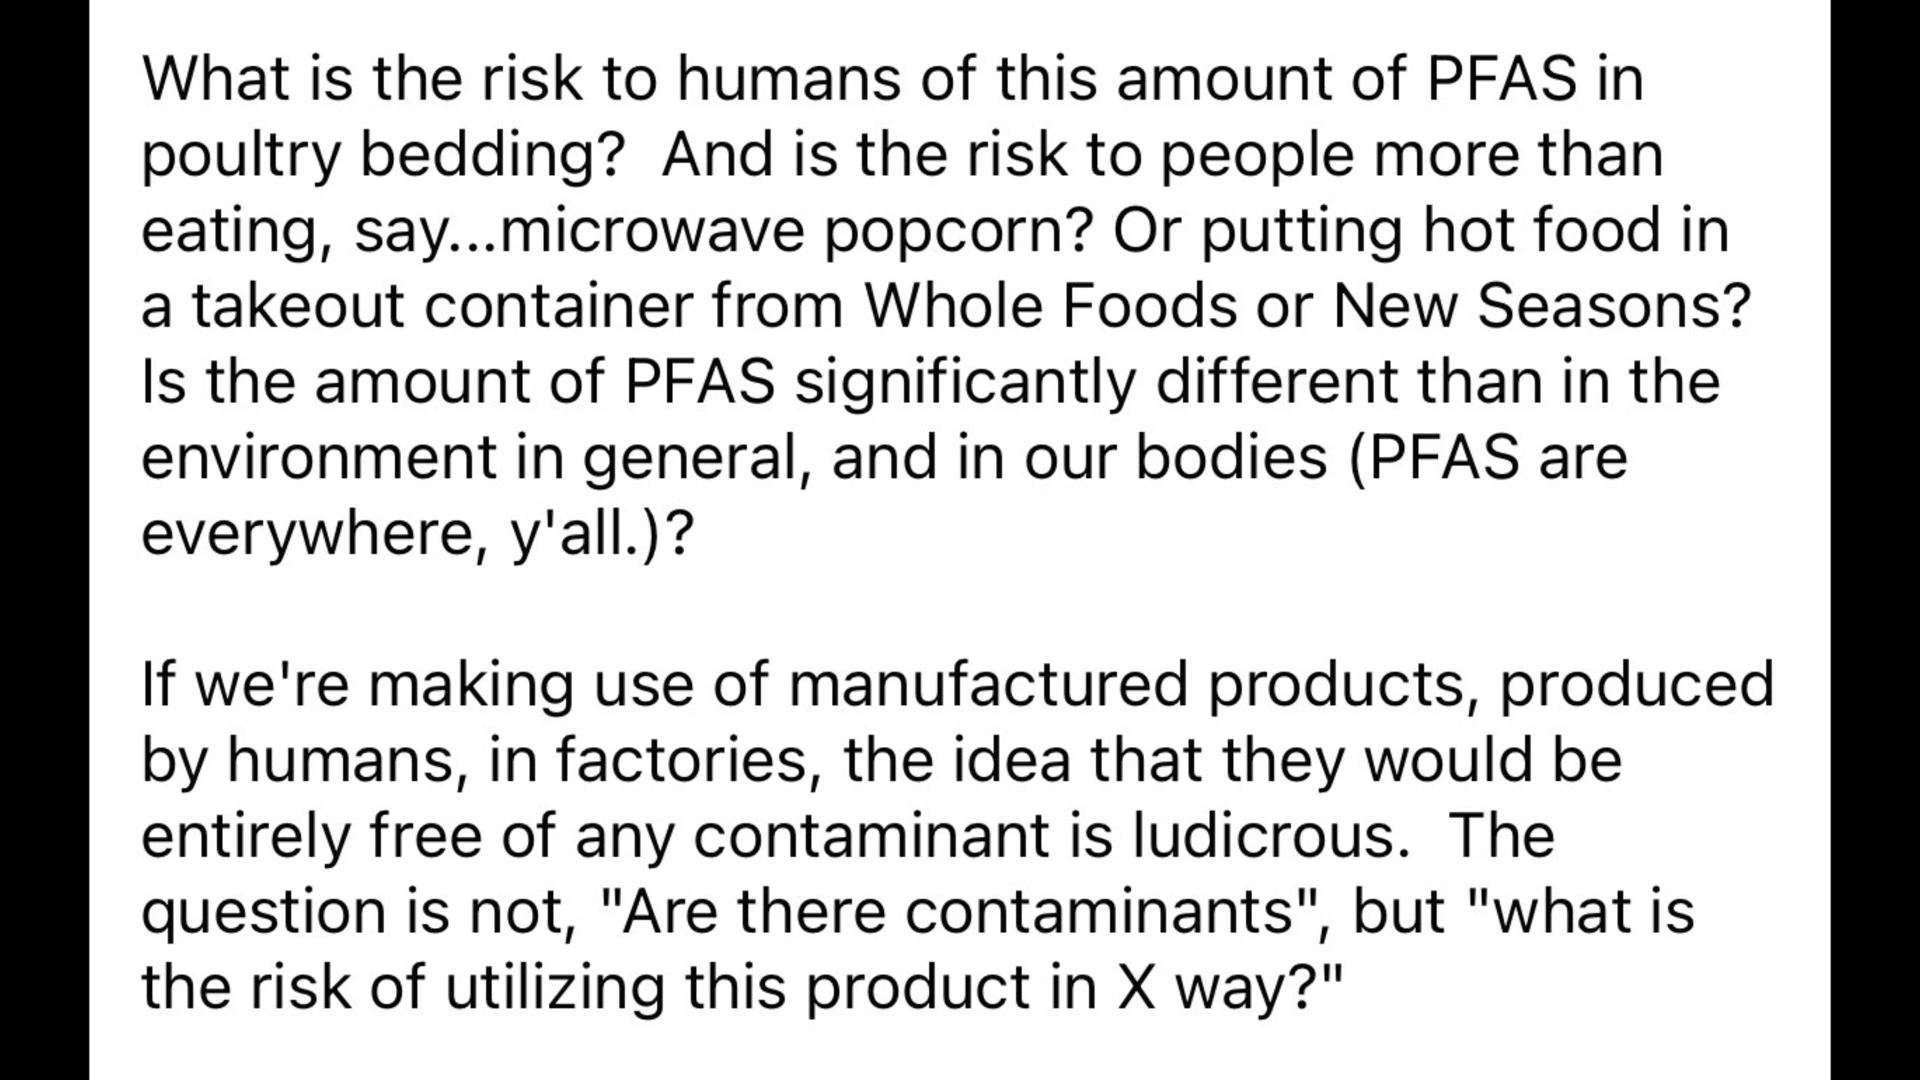 What is the risk to humans of this amount of PFAS in
poultry bedding?  And is the risk to people more than
eating, say...microwave popcorn? Or putting hot food in
a takeout container from Whole Foods or New Seasons?
Is the amount of PFAS significantly different than in the
environment in general, and in our bodies (PFAS are
everywhere, y'all.)?

If we're making use of manufactured products, produced
by humans, in factories, the idea that they would be
entirely free of any contaminant is ludicrous.  The
question is not, "Are there contaminants", but "what is
the risk of utilizing this product in X way?"